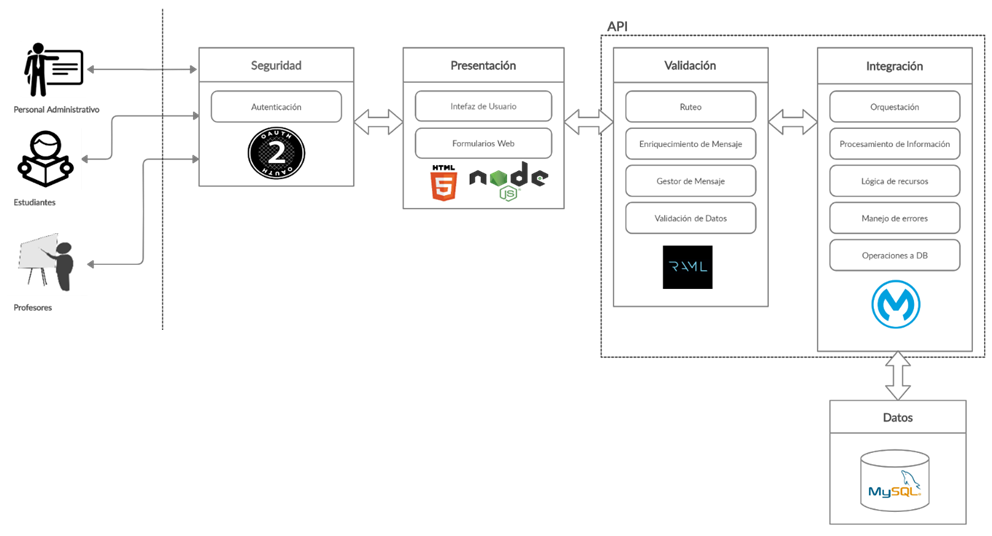 Personal Administrativo
Estudiantes
Profesores
Seguridad
Autenticación
OAUTH
2
OAUTH
Presentación
Intefaz de Usuario
Formularios Web
HTML
5
node
JS
API
Validación
Ruteo
Enriquecimiento de Mensaje
Gestor de Mensaje
Validación de Datos
RAML
Integración
Orquestación
Procesamiento de Información
Lógica de recursos
Manejo de errores
Operaciones a DB
Datos
MySQL